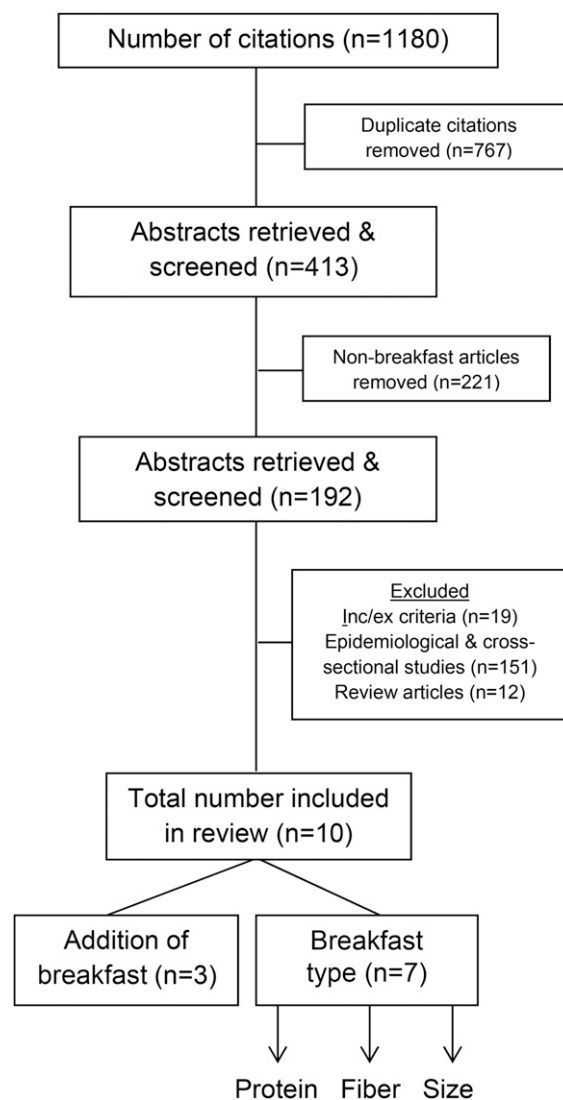 Number of citations (n=1180)
Duplicate citations
removed (n=767)
Abstracts retrieved &
screened (n=413)
Non-breakfast articles
removed (n=221)
Abstracts retrieved &
screened (n=192)
Excluded
Inc/ex criteria (n=19)
Epidemiological & cross-
sectional studies (n=151)
Review articles (n=12)
Total number included
in review (n=10)
Addition of
breakfast (n=3)
Breakfast
type (n=7)
Protein Fiber Size